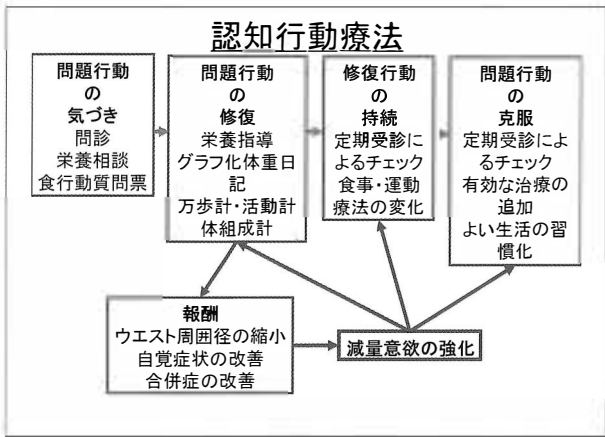 認知行動療法
問題行動
の
気づき
問診
栄養相談
食行動質問票
問題行動
の
修復
栄養指導
グラフ化体重日
記
万歩計・活動計
体組成計
修復行動
の
持続
定期受診に
よるチェック
食事・運動
療法の変化
問題行動
の
克服
定期受診によ
るチェック
有効な治療の
追加
よい生活の習
慣化
報酬
ウエスト周囲径の縮小
自覚症状の改善
合併症の改善
減量意欲の強化